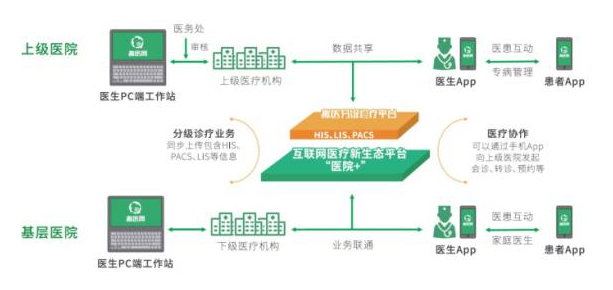 上级医院
医务处
审核
医生PC端工作站
上级医疗机构
数据共享
医生App
医患互动
专病管理
患者App
分级诊疗业务
同步上传包含HIS、
PACS、LIS等信息
HIS、LIS、PACS
互联网医疗新生态平台
“医院+”
医疗协作
可以通过手机App
向上级医院发起
会诊、转诊、预约等
基层医院
医生PC端工作站
下级医疗机构
业务联通
医生App
医患互动
家庭医生
患者App